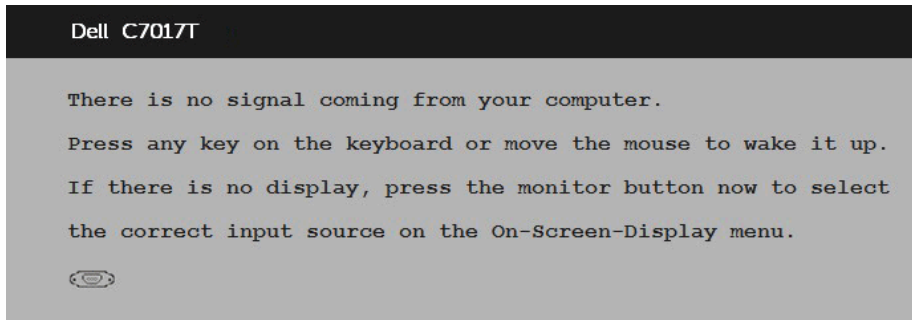 Dell C7017T
There is no signal coming from your computer.
Press any key on the keyboard or move the mouse to wake it up.
If there is no display, press the monitor button now to select
the correct input source on the On-Screen-Display menu.